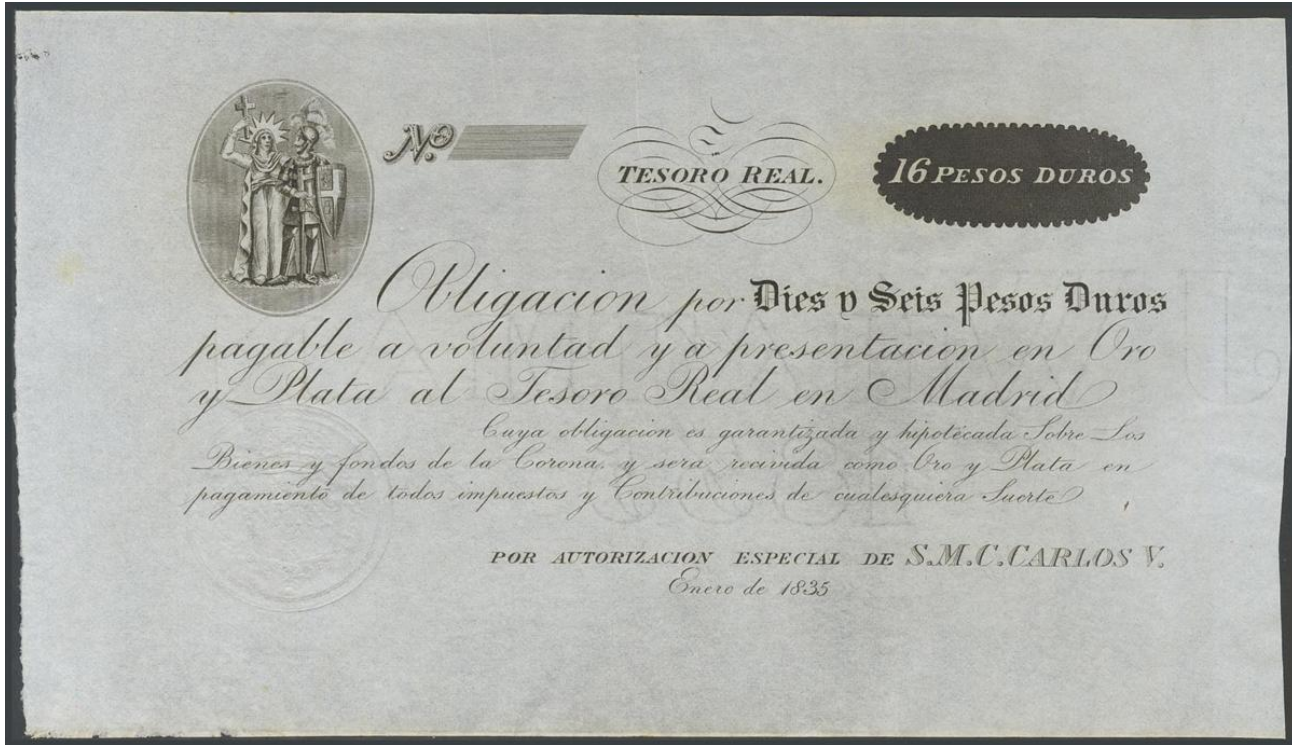 No.
TESORO REAL.
16 PESOS DUROS
Obligacion por Dies y Seis Pesos Duros
pagable a voluntad y a presentacion en Oro
y Plata al Tesoro Real en Madrid
Cuya obligacion es garantizada y hipotécada Sobre Los
Bienes y fondos de la Corona. y sera recivida como Oro y Plata en
pagamiento de todos impuestos y Contribuciones de cualesquiera Suerte
POR AUTORIZACION ESPECIAL DE S.M.C. CARLOS V.
Enero de 1835